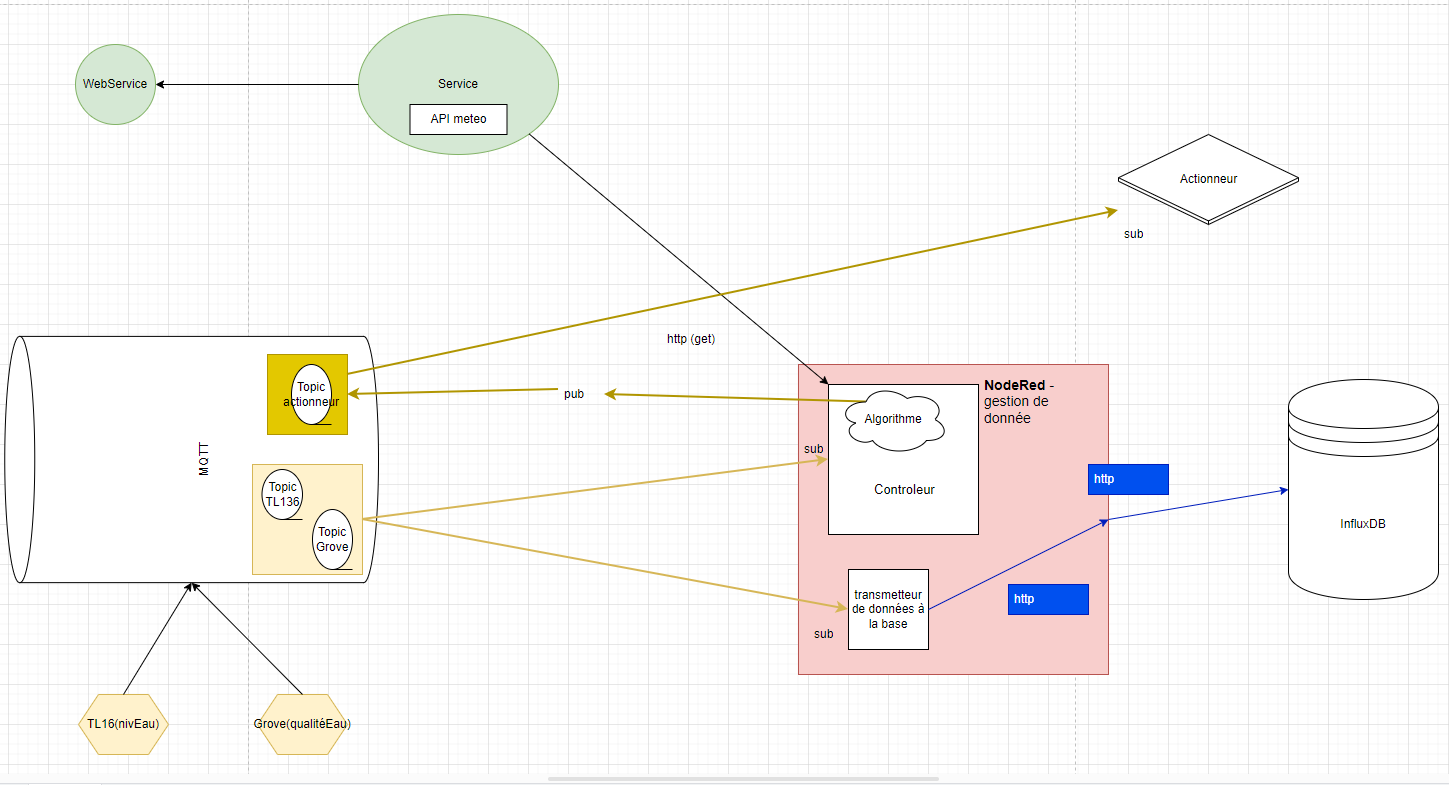 WebService
Service
API meteo
Actionneur
sub
http (get)
pub
Topic
actionneur
MQTT
Topic
TL136
Topic
Grove
NodeRed -
gestion de
donnée
Algorithme
sub
Controleur
http
InfluxDB
transmetteur
de données à
la base
http
sub
TL16(nivEau)
Grove(qualitéEau)